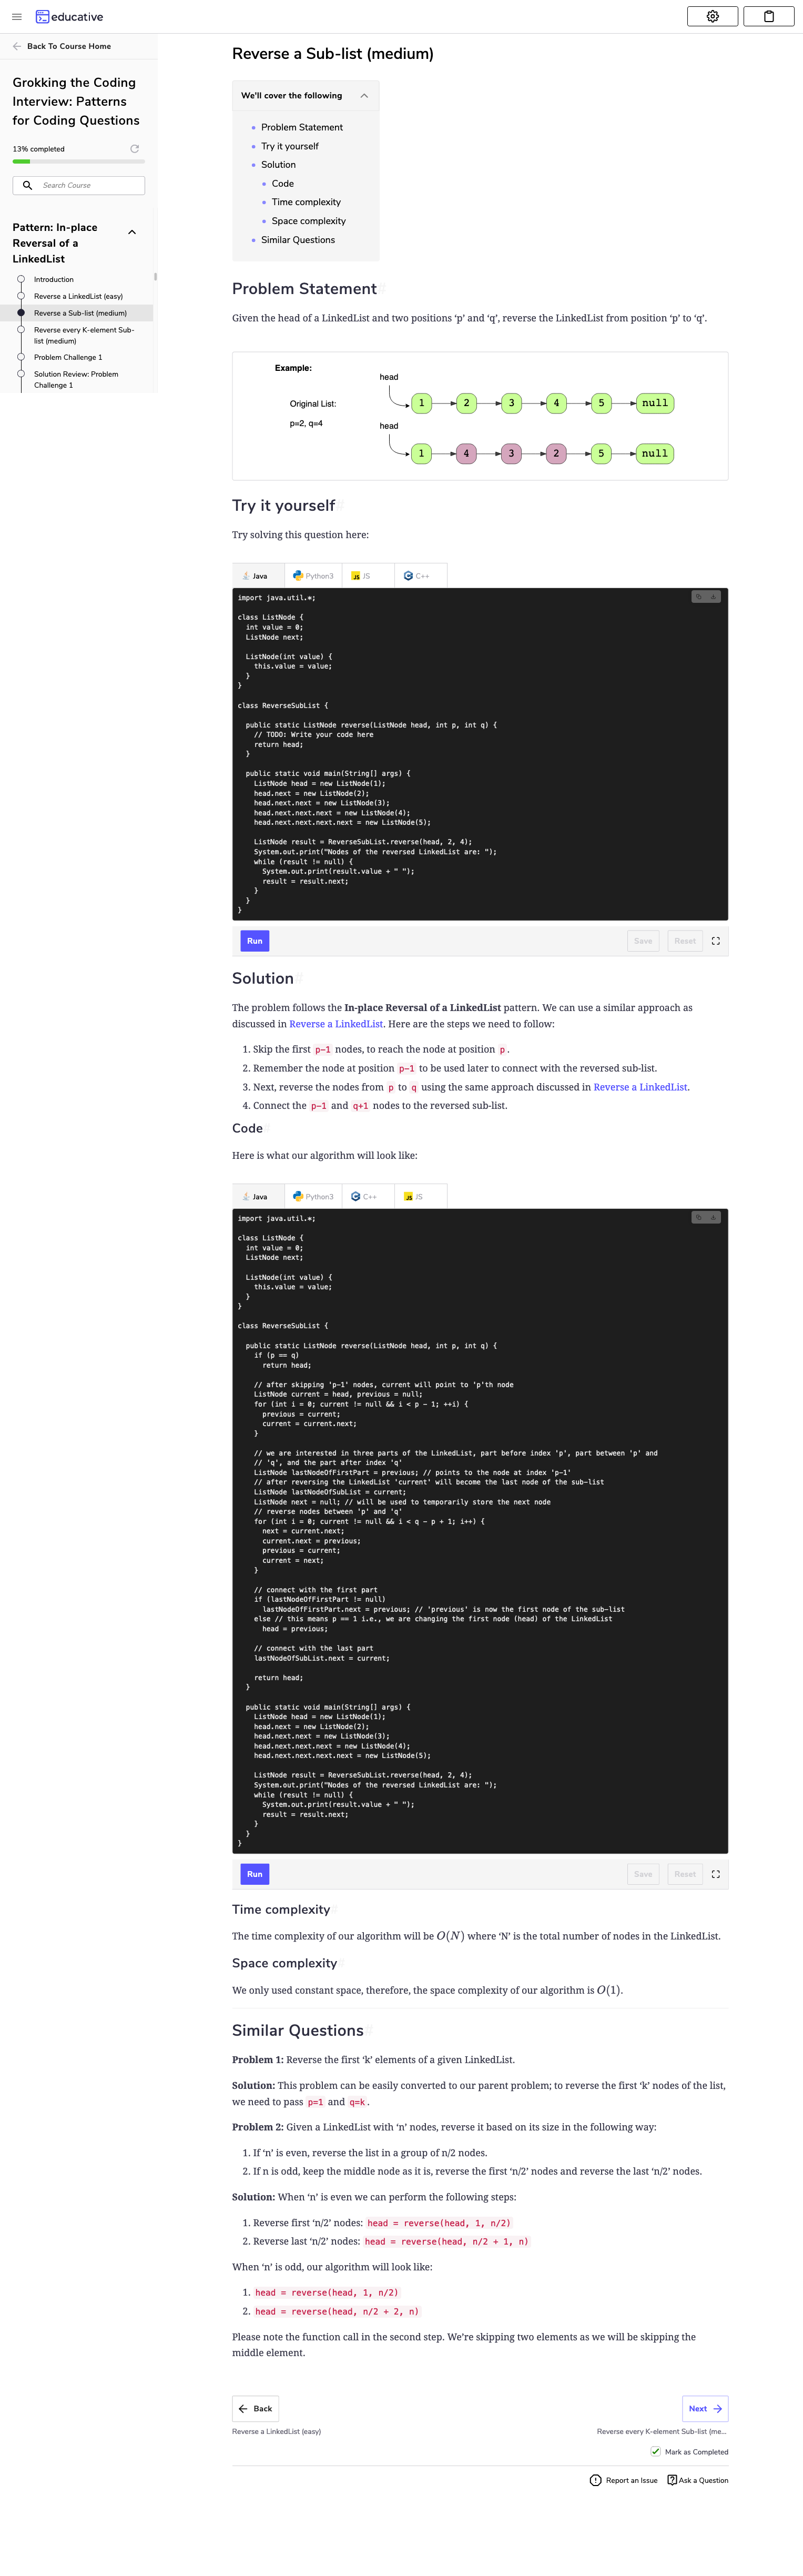 educative
Back To Course Home
Grokking the Coding
Interview: Patterns
for Coding Questions
13% completed
Search Course
Pattern: In-place
Reversal of a
LinkedList
Introduction
Reverse a LinkedList (easy)
Reverse a Sub-list (medium)
Reverse every K-element Sub-
list (medium)
Problem Challenge 1
Solution Review: Problem
Challenge 1
Reverse a Sub-list (medium)
We'll cover the following
Problem Statement
Try it yourself
Solution
Code
Time complexity
Space complexity
Similar Questions
Problem Statement#
Given the head of a LinkedList and two positions ‘p’ and ‘q’, reverse the LinkedList from position ‘p’ to ‘q’.
Example:
head
Original List: 1 2 3 4 5 null
p=2, q=4
head
1 4 3 2 5 null
Try it yourself#
Try solving this question here:
Java Python3 JS C++
import java.util.*;
class ListNode {
int value = 0;
ListNode next;
ListNode(int value) {
this.value = value;
}
}
class ReverseSubList {
public static ListNode reverse(ListNode head, int p, int q) {
// TODO: Write your code here
return head;
}
public static void main(String[] args) {
ListNode head = new ListNode(1);
head.next = new ListNode(2);
head.next.next = new ListNode(3);
head.next.next.next = new ListNode(4);
head.next.next.next.next = new ListNode(5);
ListNode result = ReverseSubList.reverse(head, 2, 4);
System.out.print("Nodes of the reversed LinkedList are: ");
while (result != null) {
System.out.print(result.value + " ");
result = result.next;
}
}
}
Run Save Reset
Solution#
The problem follows the In-place Reversal of a LinkedList pattern. We can use a similar approach as
discussed in Reverse a LinkedList. Here are the steps we need to follow:
1. Skip the first p-1 nodes, to reach the node at position p.
2. Remember the node at position p-1 to be used later to connect with the reversed sub-list.
3. Next, reverse the nodes from p to q using the same approach discussed in Reverse a LinkedList.
4. Connect the p-1 and q+1 nodes to the reversed sub-list.
Code#
Here is what our algorithm will look like:
Java Python3 C++ JS
import java.util.*;
class ListNode {
int value = 0;
ListNode next;
ListNode(int value) {
this.value = value;
}
}
class ReverseSubList {
public static ListNode reverse(ListNode head, int p, int q) {
if (p == q)
return head;
// after skipping 'p-1' nodes, current will point to 'p'th node
ListNode current = head, previous = null;
for (int i = 0; current != null && i < p - 1; ++i) {
previous = current;
current = current.next;
}
// we are interested in three parts of the LinkedList, part before index 'p', part between 'p' and
// 'q', and the part after index 'q'
ListNode lastNodeOfFirstPart = previous; // points to the node at index 'p-1'
// after reversing the LinkedList 'current' will become the last node of the sub-list
ListNode lastNodeOfSubList = current;
ListNode next = null; // will be used to temporarily store the next node
// reverse nodes between 'p' and 'q'
for (int i = 0; current != null && i < q - p + 1; i++) {
next = current.next;
current.next = previous;
previous = current;
current = next;
}
// connect with the first part
if (lastNodeOfFirstPart != null)
lastNodeOfFirstPart.next = previous; // 'previous' is now the first node of the sub-list
else // this means p == 1 i.e., we are changing the first node (head) of the LinkedList
head = previous;
// connect with the last part
lastNodeOfSubList.next = current;
return head;
}
public static void main(String[] args) {
ListNode head = new ListNode(1);
head.next = new ListNode(2);
head.next.next = new ListNode(3);
head.next.next.next = new ListNode(4);
head.next.next.next.next = new ListNode(5);
ListNode result = ReverseSubList.reverse(head, 2, 4);
System.out.print("Nodes of the reversed LinkedList are: ");
while (result != null) {
System.out.print(result.value + " ");
result = result.next;
}
}
}
Run Save Reset
Time complexity#
The time complexity of our algorithm will be O(N) where ‘N’ is the total number of nodes in the LinkedList.
Space complexity#
We only used constant space, therefore, the space complexity of our algorithm is O(1).
Similar Questions#
Problem 1: Reverse the first ‘k’ elements of a given LinkedList.
Solution: This problem can be easily converted to our parent problem; to reverse the first ‘k’ nodes of the list,
we need to pass p=1 and q=k.
Problem 2: Given a LinkedList with ‘n’ nodes, reverse it based on its size in the following way:
1. If ‘n’ is even, reverse the list in a group of n/2 nodes.
2. If n is odd, keep the middle node as it is, reverse the first ‘n/2’ nodes and reverse the last ‘n/2’ nodes.
Solution: When ‘n’ is even we can perform the following steps:
1. Reverse first ‘n/2’ nodes: head = reverse(head, 1, n/2)
2. Reverse last ‘n/2’ nodes: head = reverse(head, n/2 + 1, n)
When ‘n’ is odd, our algorithm will look like:
1. head = reverse(head, 1, n/2)
2. head = reverse(head, n/2 + 2, n)
Please note the function call in the second step. We’re skipping two elements as we will be skipping the
middle element.
Back Next
Reverse a LinkedList (easy) Reverse every K-element Sub-list (me...
Mark as Completed
Report an Issue Ask a Question